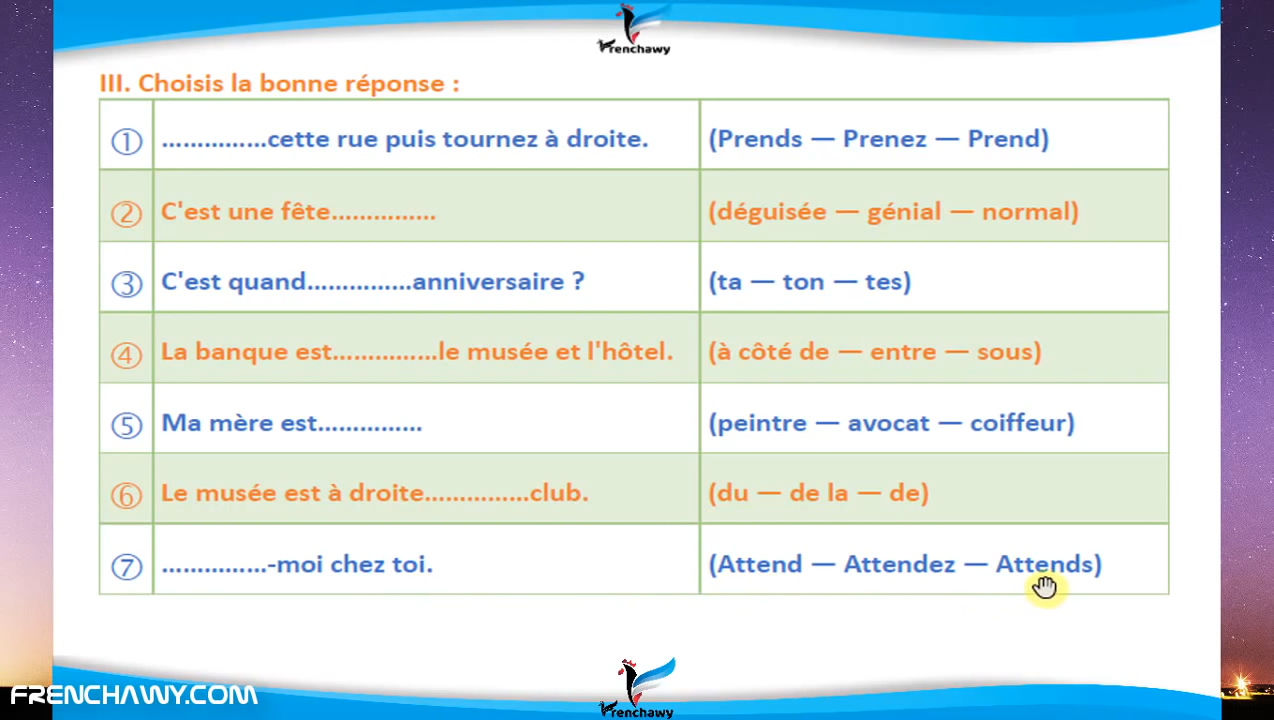 Frenchawy
III. Choisis la bonne réponse :
① ……………cette rue puis tournez à droite. (Prends — Prenez — Prend)
② C'est une fête…………… (déguisée — génial — normal)
③ C'est quand……………anniversaire ? (ta — ton — tes)
④ La banque est……………le musée et l'hôtel. (à côté de — entre — sous)
⑤ Ma mère est…………… (peintre — avocat — coiffeur)
⑥ Le musée est à droite……………club. (du — de la — de)
⑦ ……………-moi chez toi. (Attend — Attendez — Attends)
FRENCHAWY.COM
Frenchawy